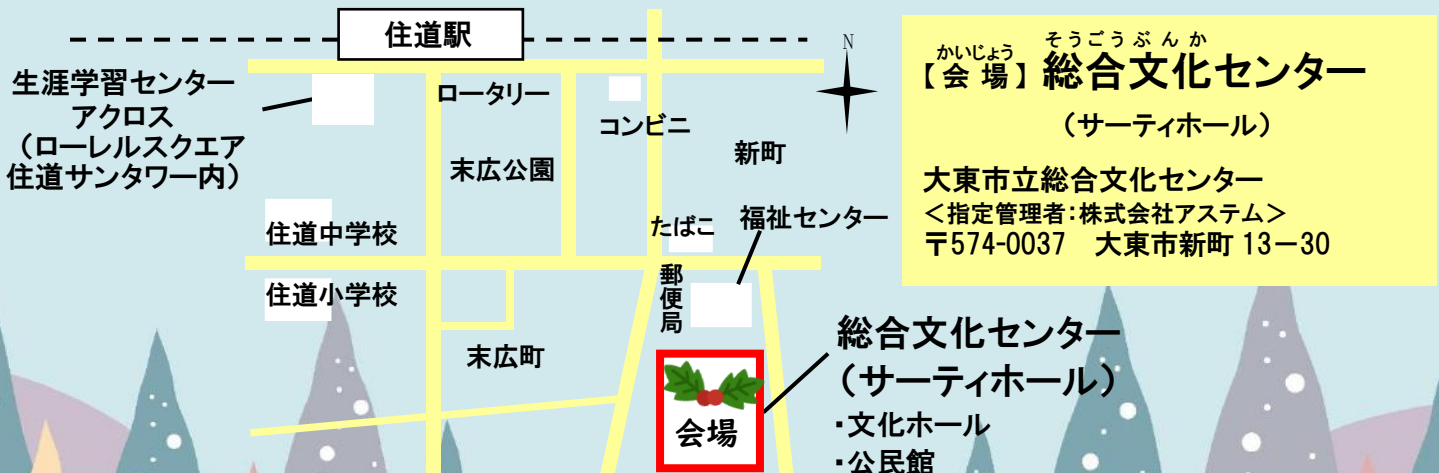 住道駅
生涯学習センター
アクロス
（ローレルスクエア
住道サンタワー内）
ロータリー
コンビニ
末広公園
新町
N
住道中学校
たばこ
福祉センター
住道小学校
郵便局
末広町
会場
総合文化センター
（サーティホール）
・文化ホール
・公民館
かいじょう そうごうぶんか
【会場】総合文化センター
（サーティホール）
大東市立総合文化センター
＜指定管理者：株式会社アステム＞
〒574-0037　大東市新町 13－30